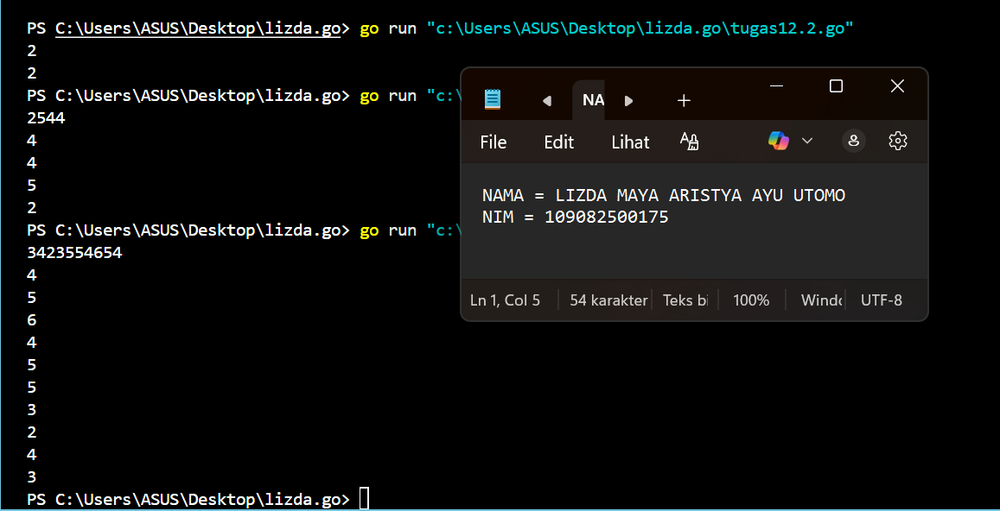 PS C:\Users\ASUS\Desktop\lizda.go> go run "c:\Users\ASUS\Desktop\lizda.go\tugas12.2.go"
2
2
PS C:\Users\ASUS\Desktop\lizda.go> go run "c:\
2544
4
4
5
2
PS C:\Users\ASUS\Desktop\lizda.go> go run "c:\
3423554654
4
5
6
4
5
5
3
2
4
3
PS C:\Users\ASUS\Desktop\lizda.go>
NA
File Edit Lihat
NAMA = LIZDA MAYA ARISTYA AYU UTOMO
NIM = 109082500175
Ln 1, Col 5 54 karakter Teks bi 100% Windo UTF-8